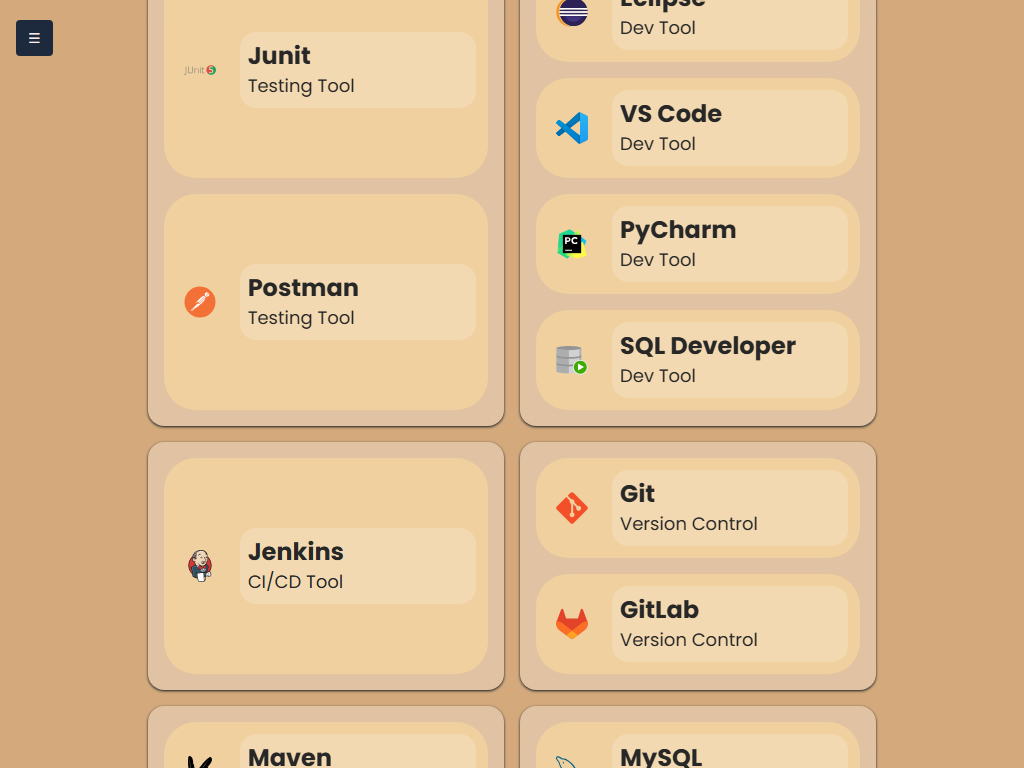 ☰
JUnit 5
Junit
Testing Tool
Postman
Testing Tool
Eclipse
Dev Tool
VS Code
Dev Tool
PC
PyCharm
Dev Tool
SQL Developer
Dev Tool
Jenkins
CI/CD Tool
Git
Version Control
GitLab
Version Control
Maven
MySQL